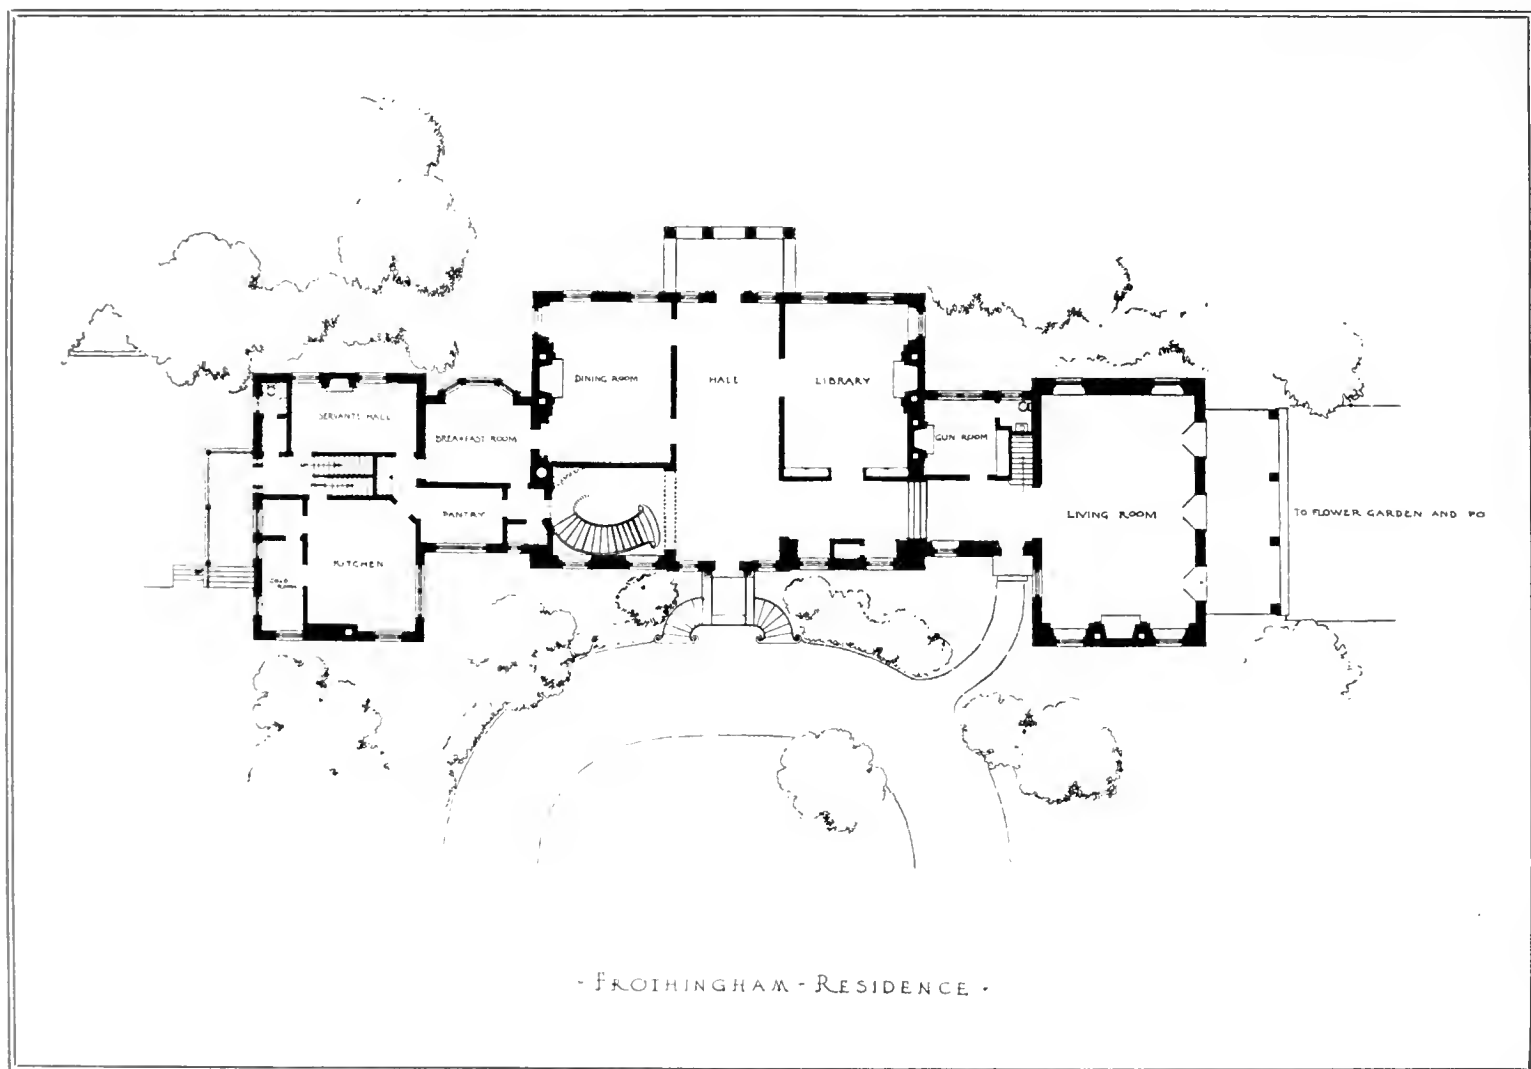 DINING ROOM
HALL
LIBRARY
SERVANTS HALL
BREAKFAST ROOM
GUN ROOM
PANTRY
LIVING ROOM
TO FLOWER GARDEN AND PO
KITCHEN
COLD
ROOM
- FROTHINGHAM - RESIDENCE -